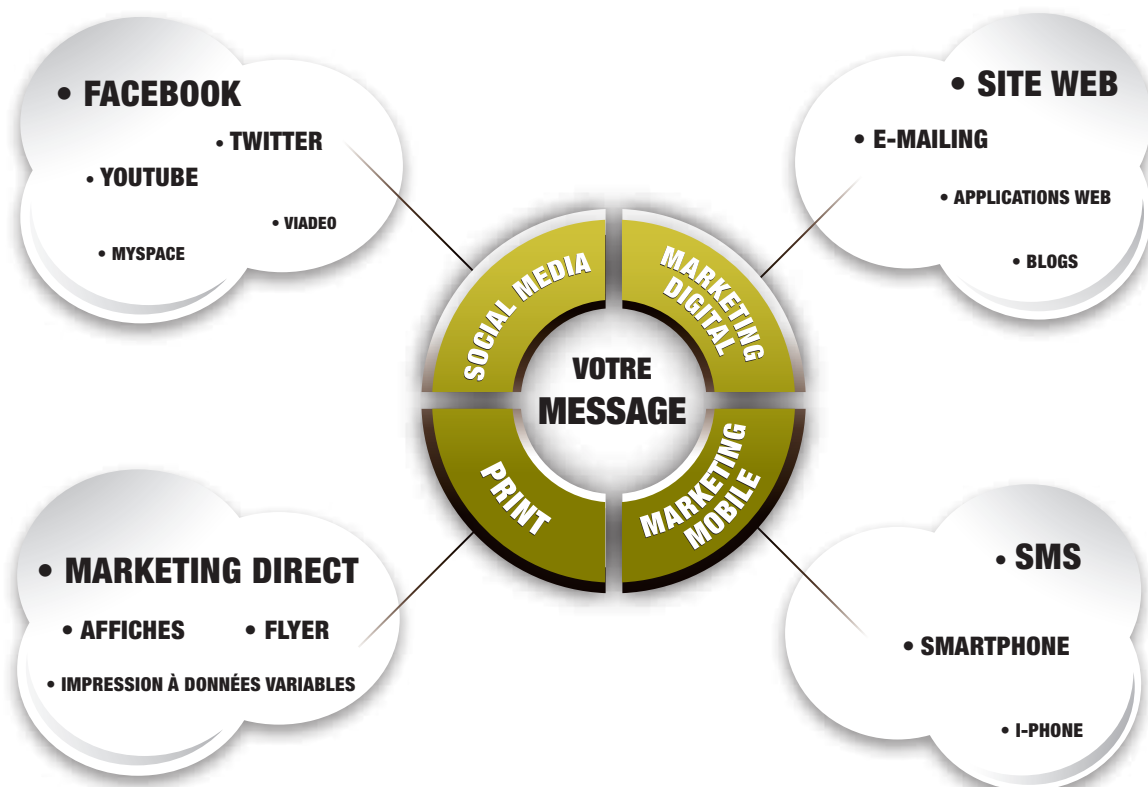 • FACEBOOK
• TWITTER
• YOUTUBE
• VIADEO
• MYSPACE
• SITE WEB
• E-MAILING
• APPLICATIONS WEB
• BLOGS
SOCIAL MEDIA
MARKETING
DIGITAL
VOTRE
MESSAGE
PRINT
MARKETING
MOBILE
• MARKETING DIRECT
• AFFICHES • FLYER
• IMPRESSION À DONNÉES VARIABLES
• SMS
• SMARTPHONE
• I-PHONE